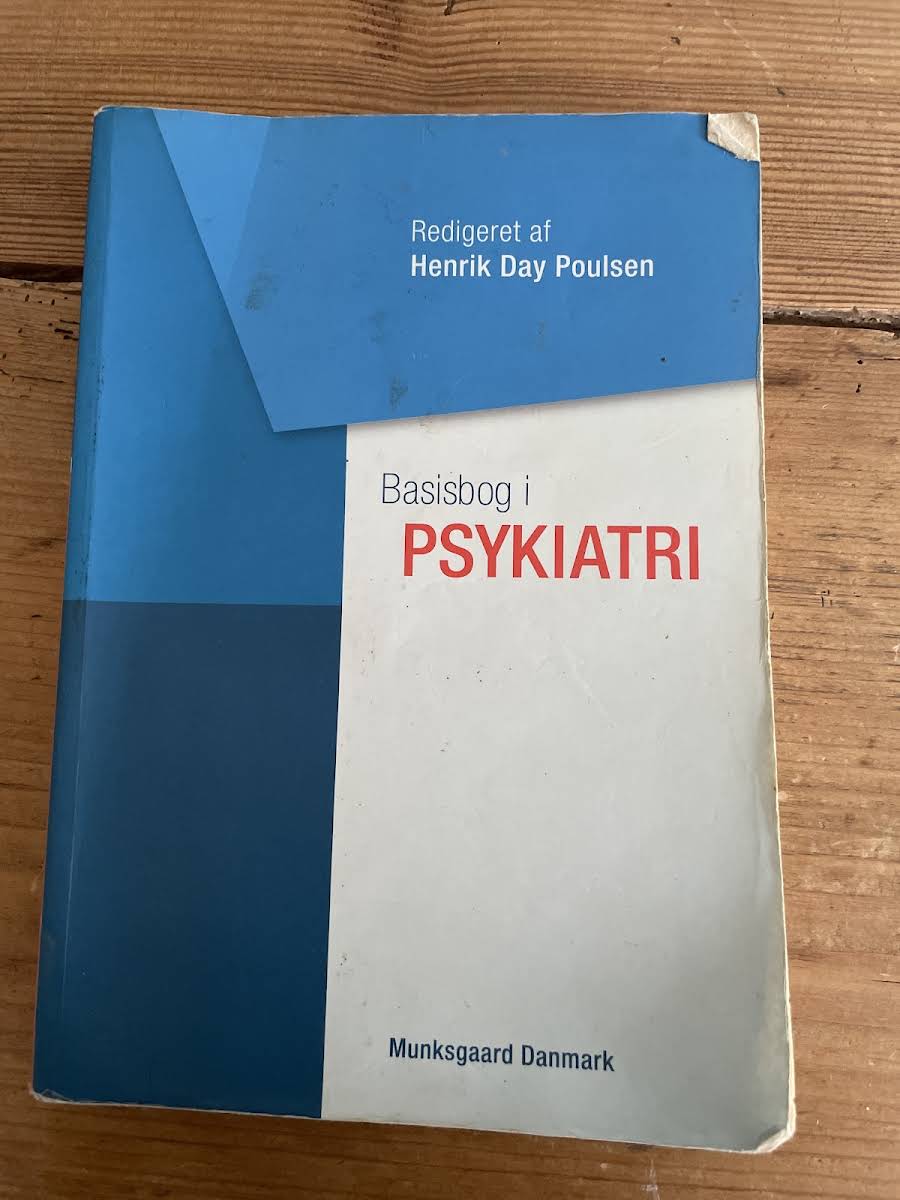 Redigeret af
Henrik Day Poulsen
Basisbog i
PSYKIATRI
Munksgaard Danmark